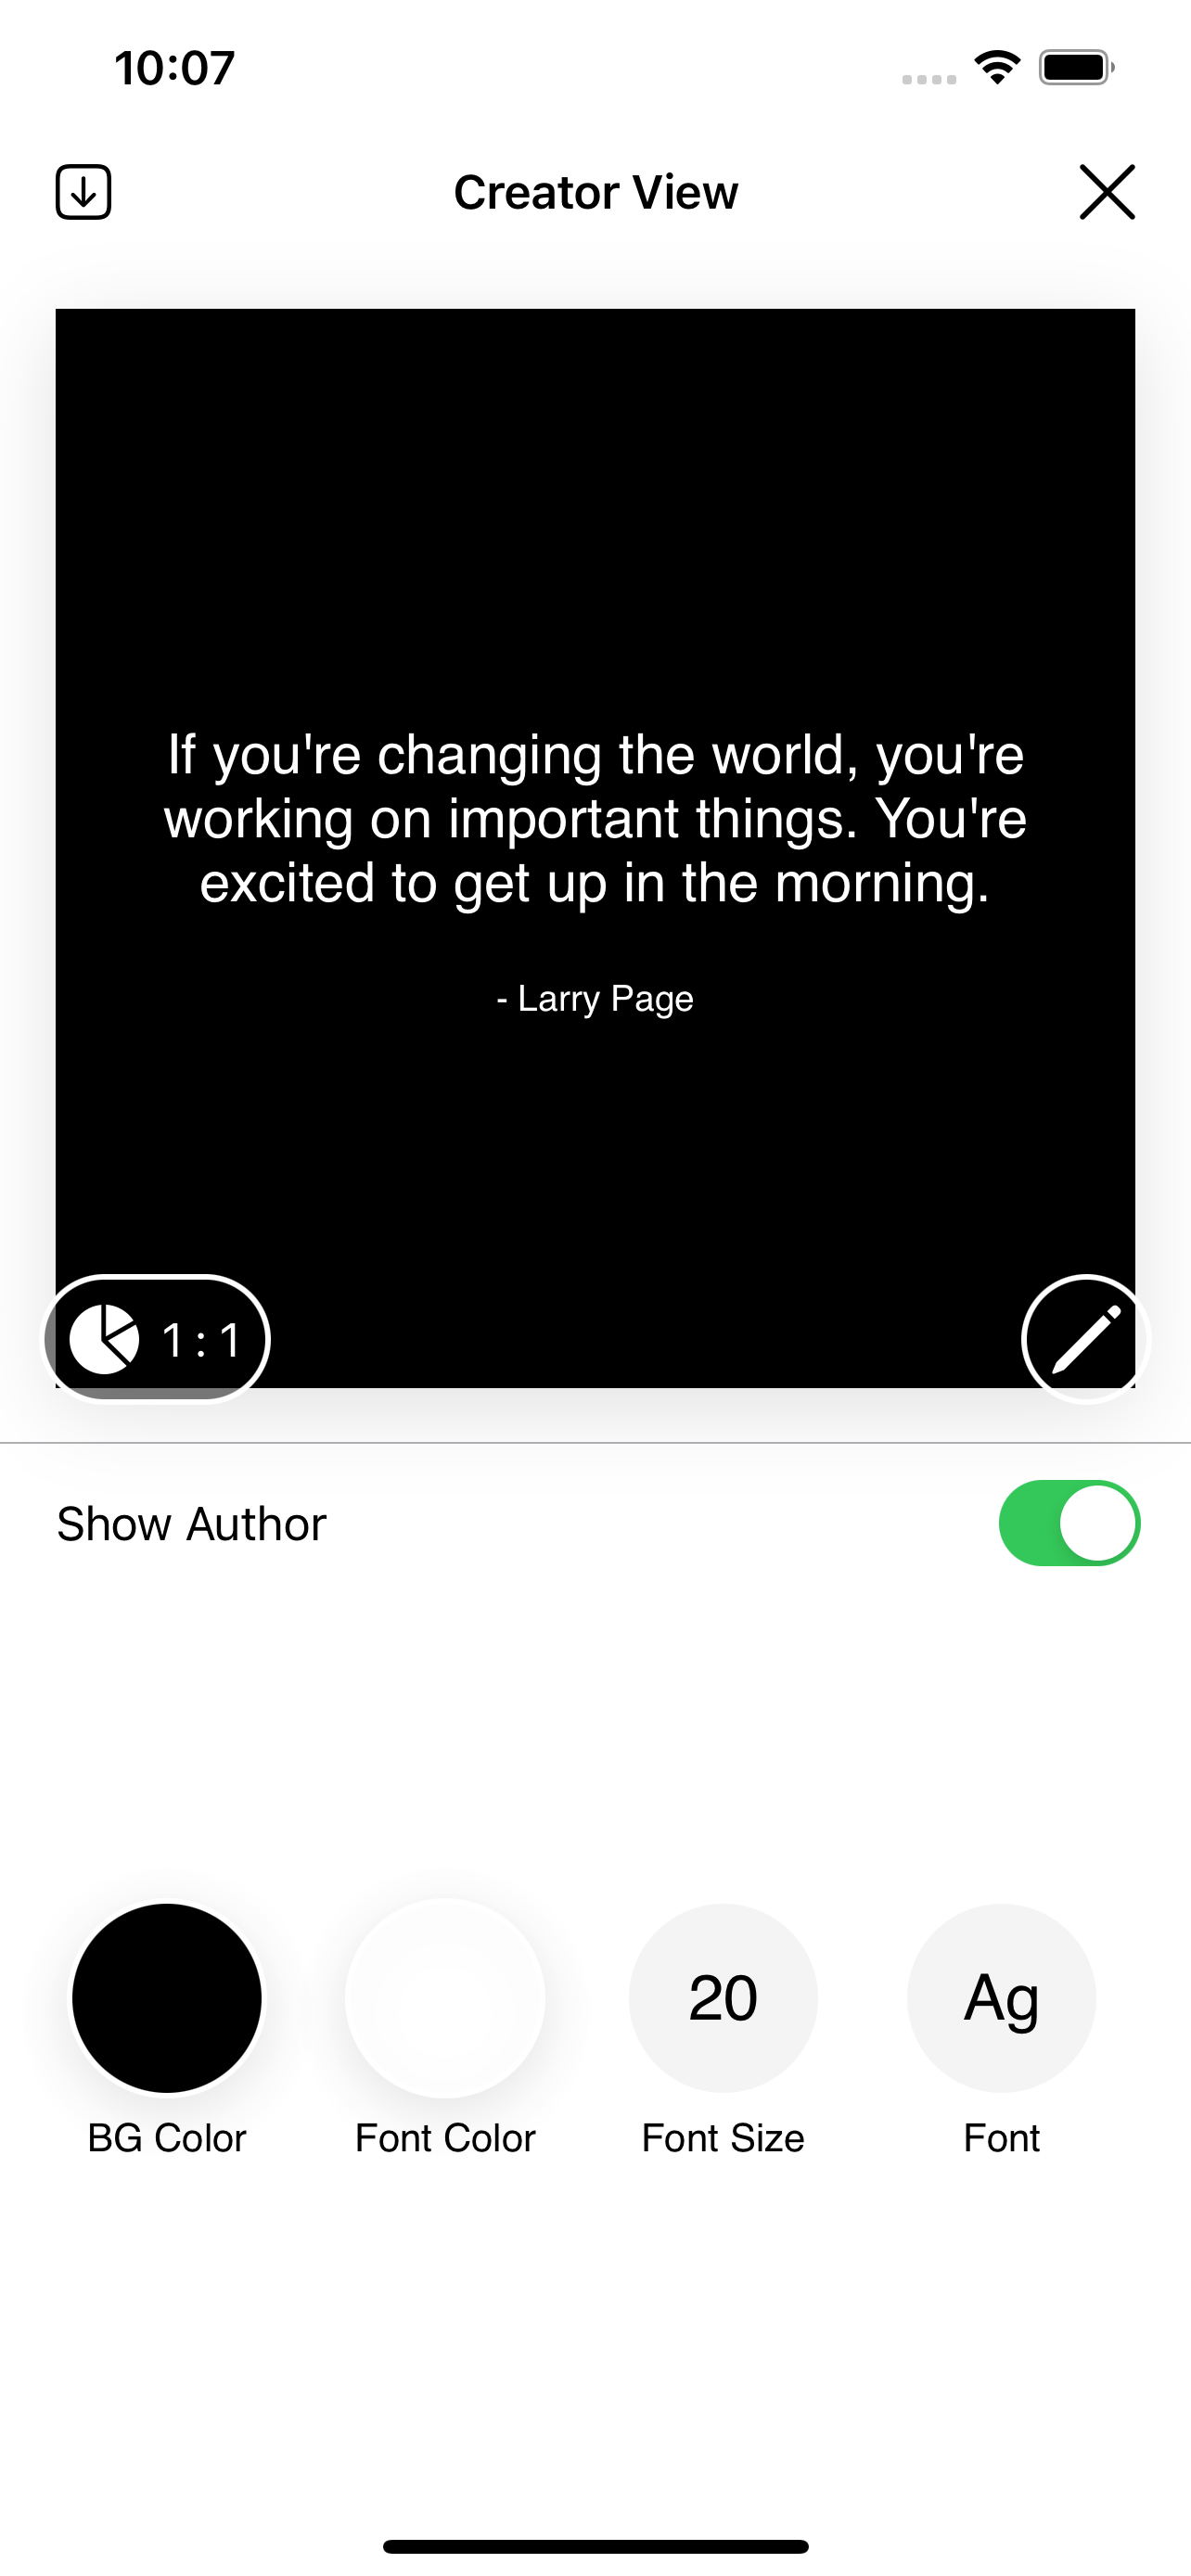 10:07
Creator View
If you're changing the world, you're
working on important things. You're
excited to get up in the morning.
- Larry Page
1 : 1
Show Author
20
Ag
BG Color
Font Color
Font Size
Font